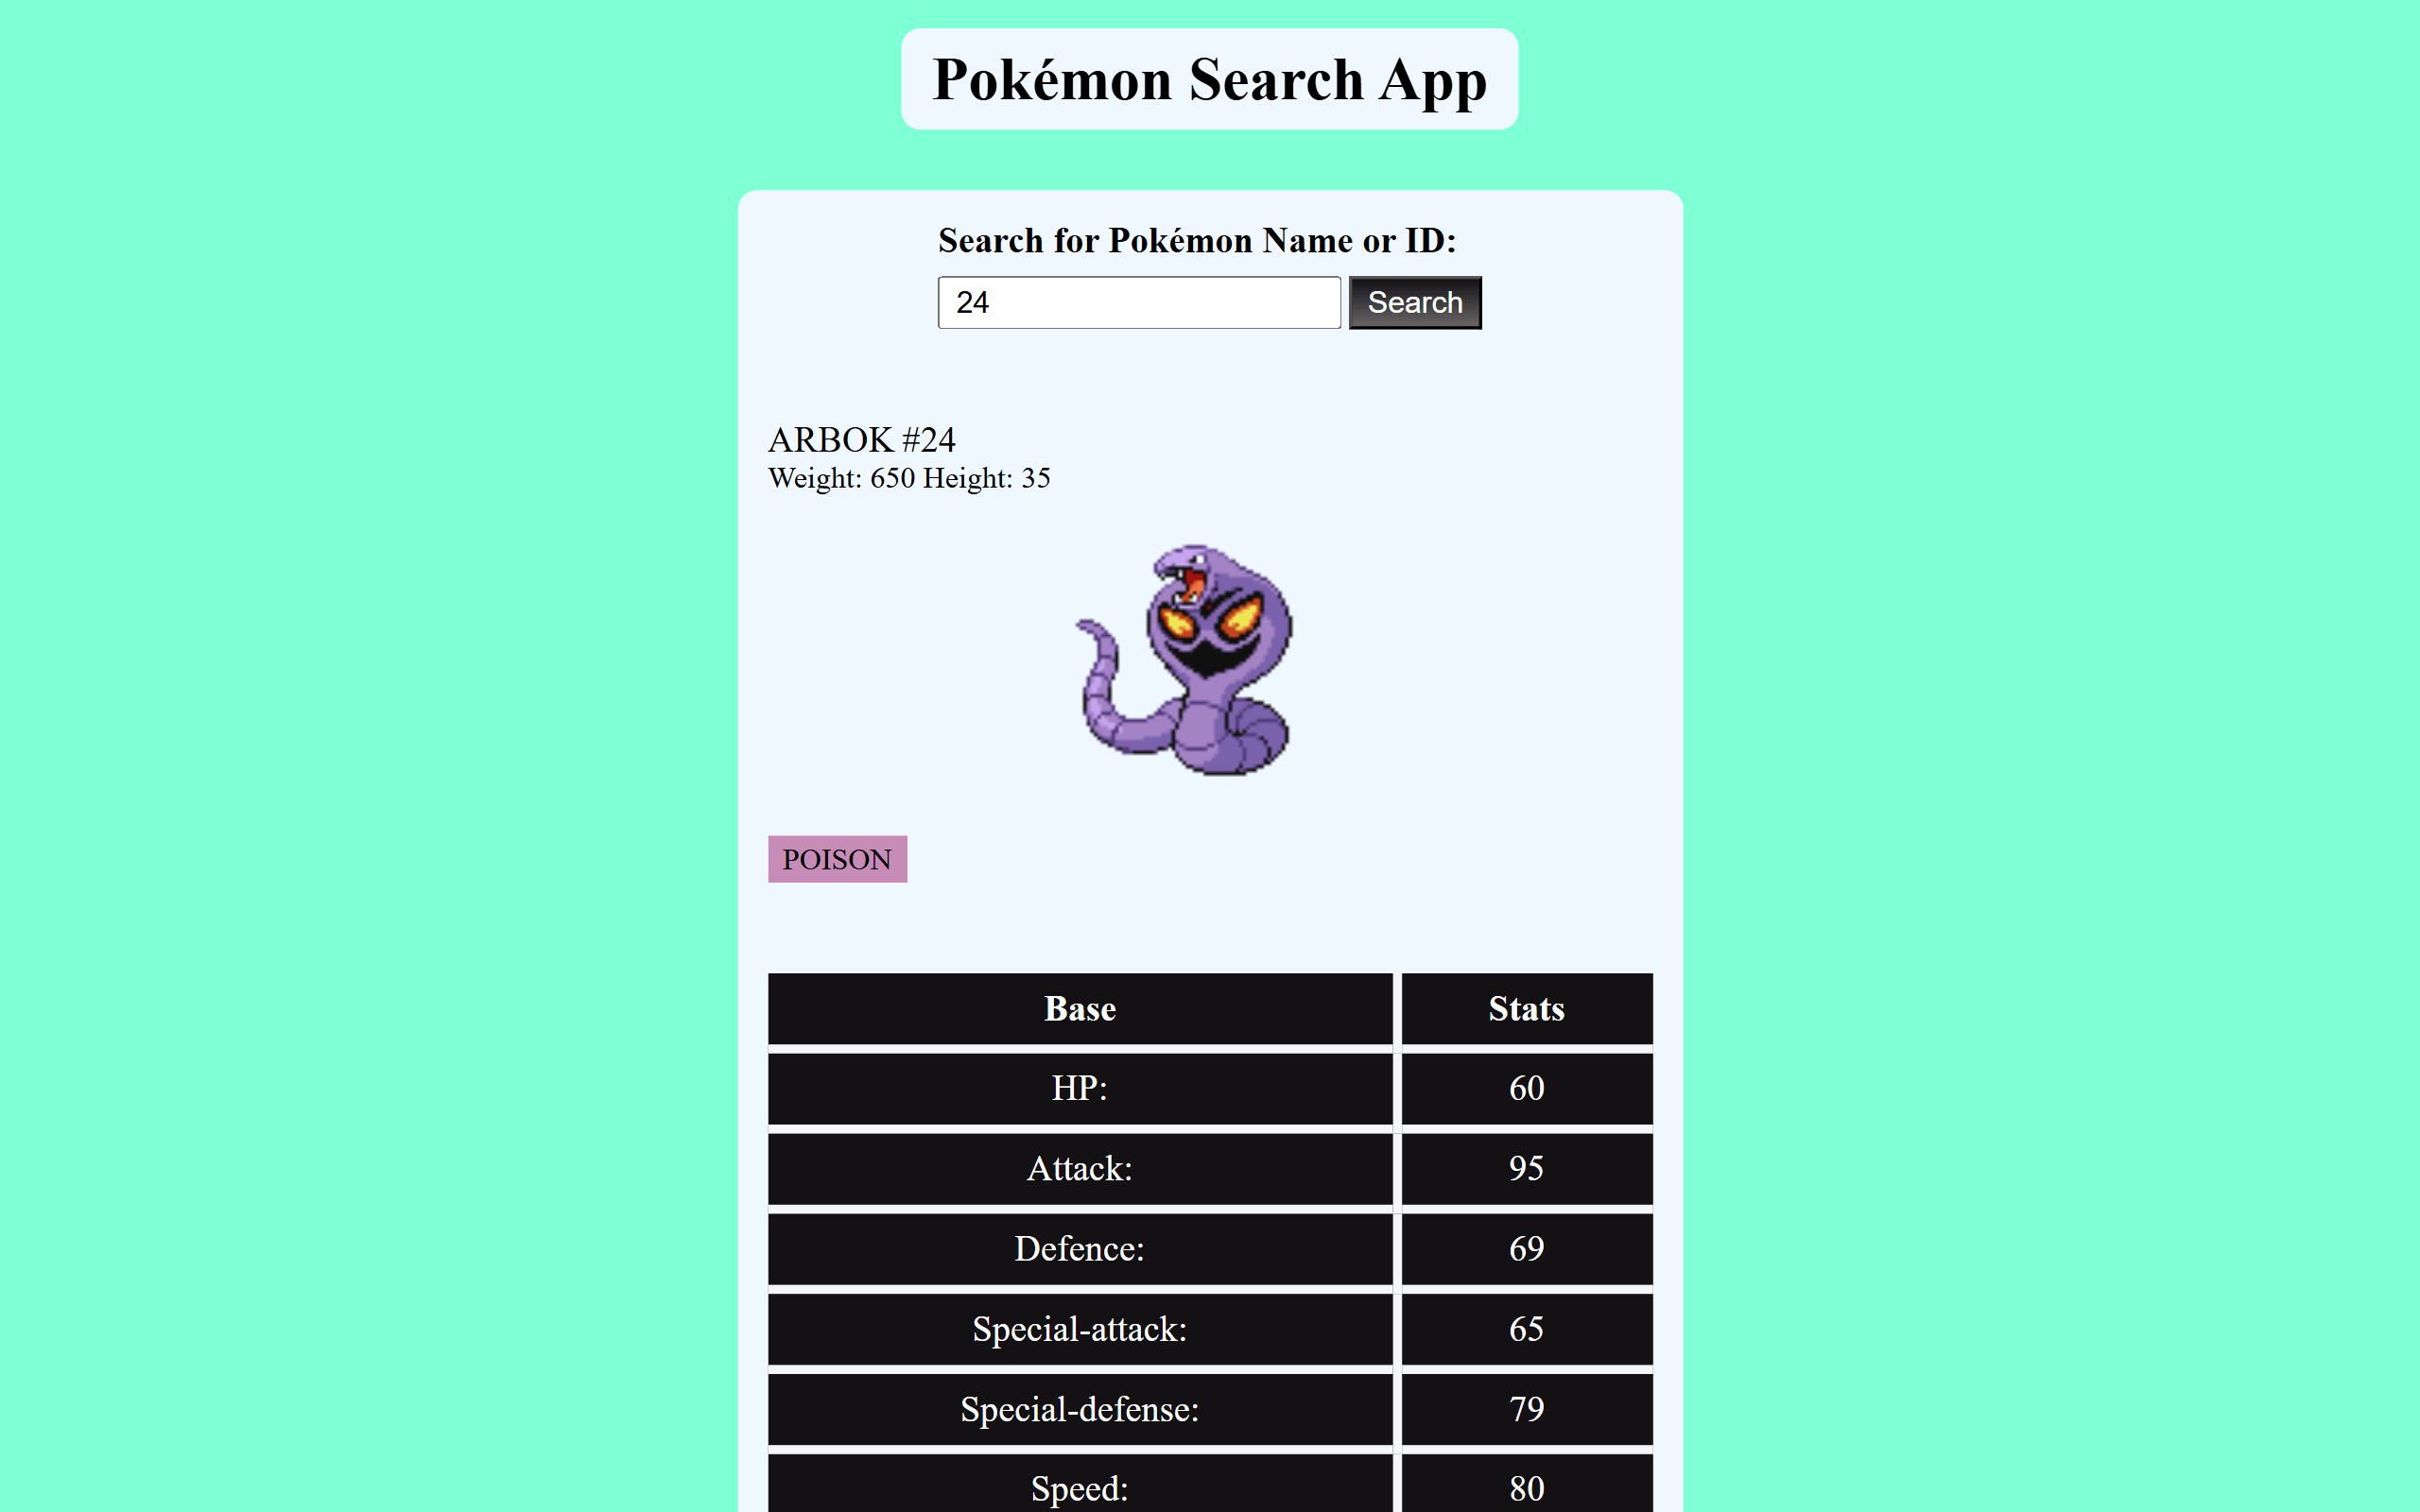 Pokémon Search App
Search for Pokémon Name or ID:
24 Search
ARBOK #24
Weight: 650 Height: 35
POISON
Base Stats
HP: 60
Attack: 95
Defence: 69
Special-attack: 65
Special-defense: 79
Speed: 80